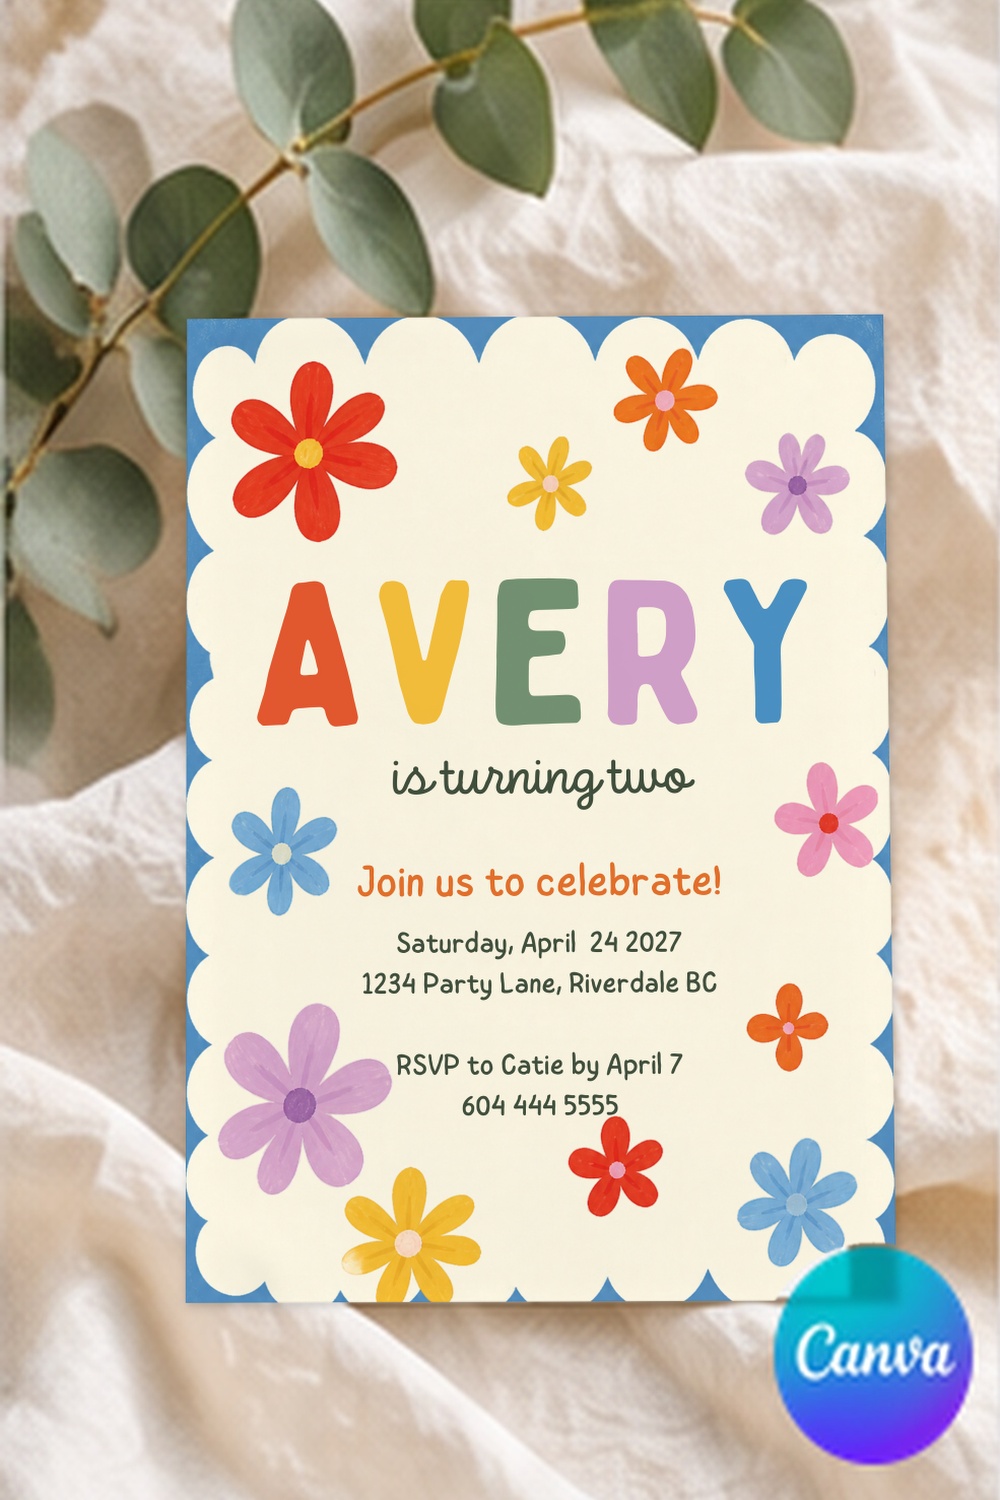 AVERY
is turning two
Join us to celebrate!
Saturday, April 24 2027
1234 Party Lane, Riverdale BC
RSVP to Catie by April 7
604 444 5555
Canva